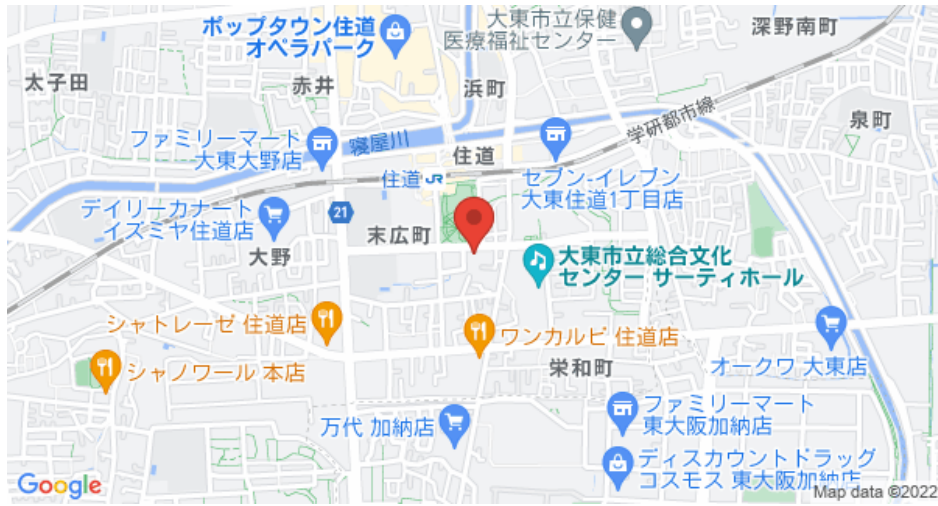 ポップタウン住道
オペラパーク
大東市立保健
医療福祉センター
深野南町
太子田
赤井
浜町
学研都市線
泉町
ファミリーマート
大東大野店
寝屋川
住道
住道
JR
セブン-イレブン
大東住道1丁目店
デイリーカナート
イズミヤ住道店
21
末広町
大野
大東市立総合文化
センター サーティホール
シャトレーゼ 住道店
ワンカルビ 住道店
シャノワール 本店
栄和町
オークワ 大東店
万代 加納店
ファミリーマート
東大阪加納店
ディスカウントドラッグ
コスモス 東大阪加納店
Google
Map data ©2022